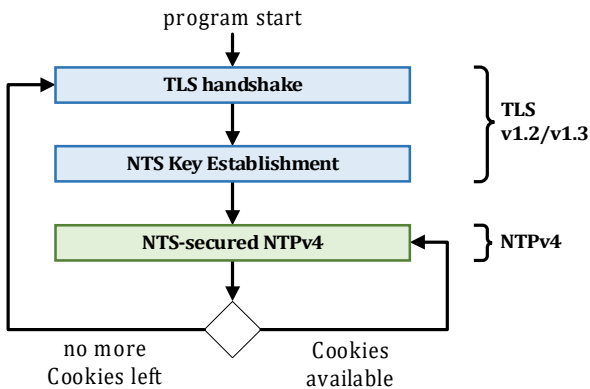 program start
TLS handshake
TLS
v1.2/v1.3
NTS Key Establishment
NTS-secured NTPv4
NTPv4
no more
Cookies left
Cookies
available